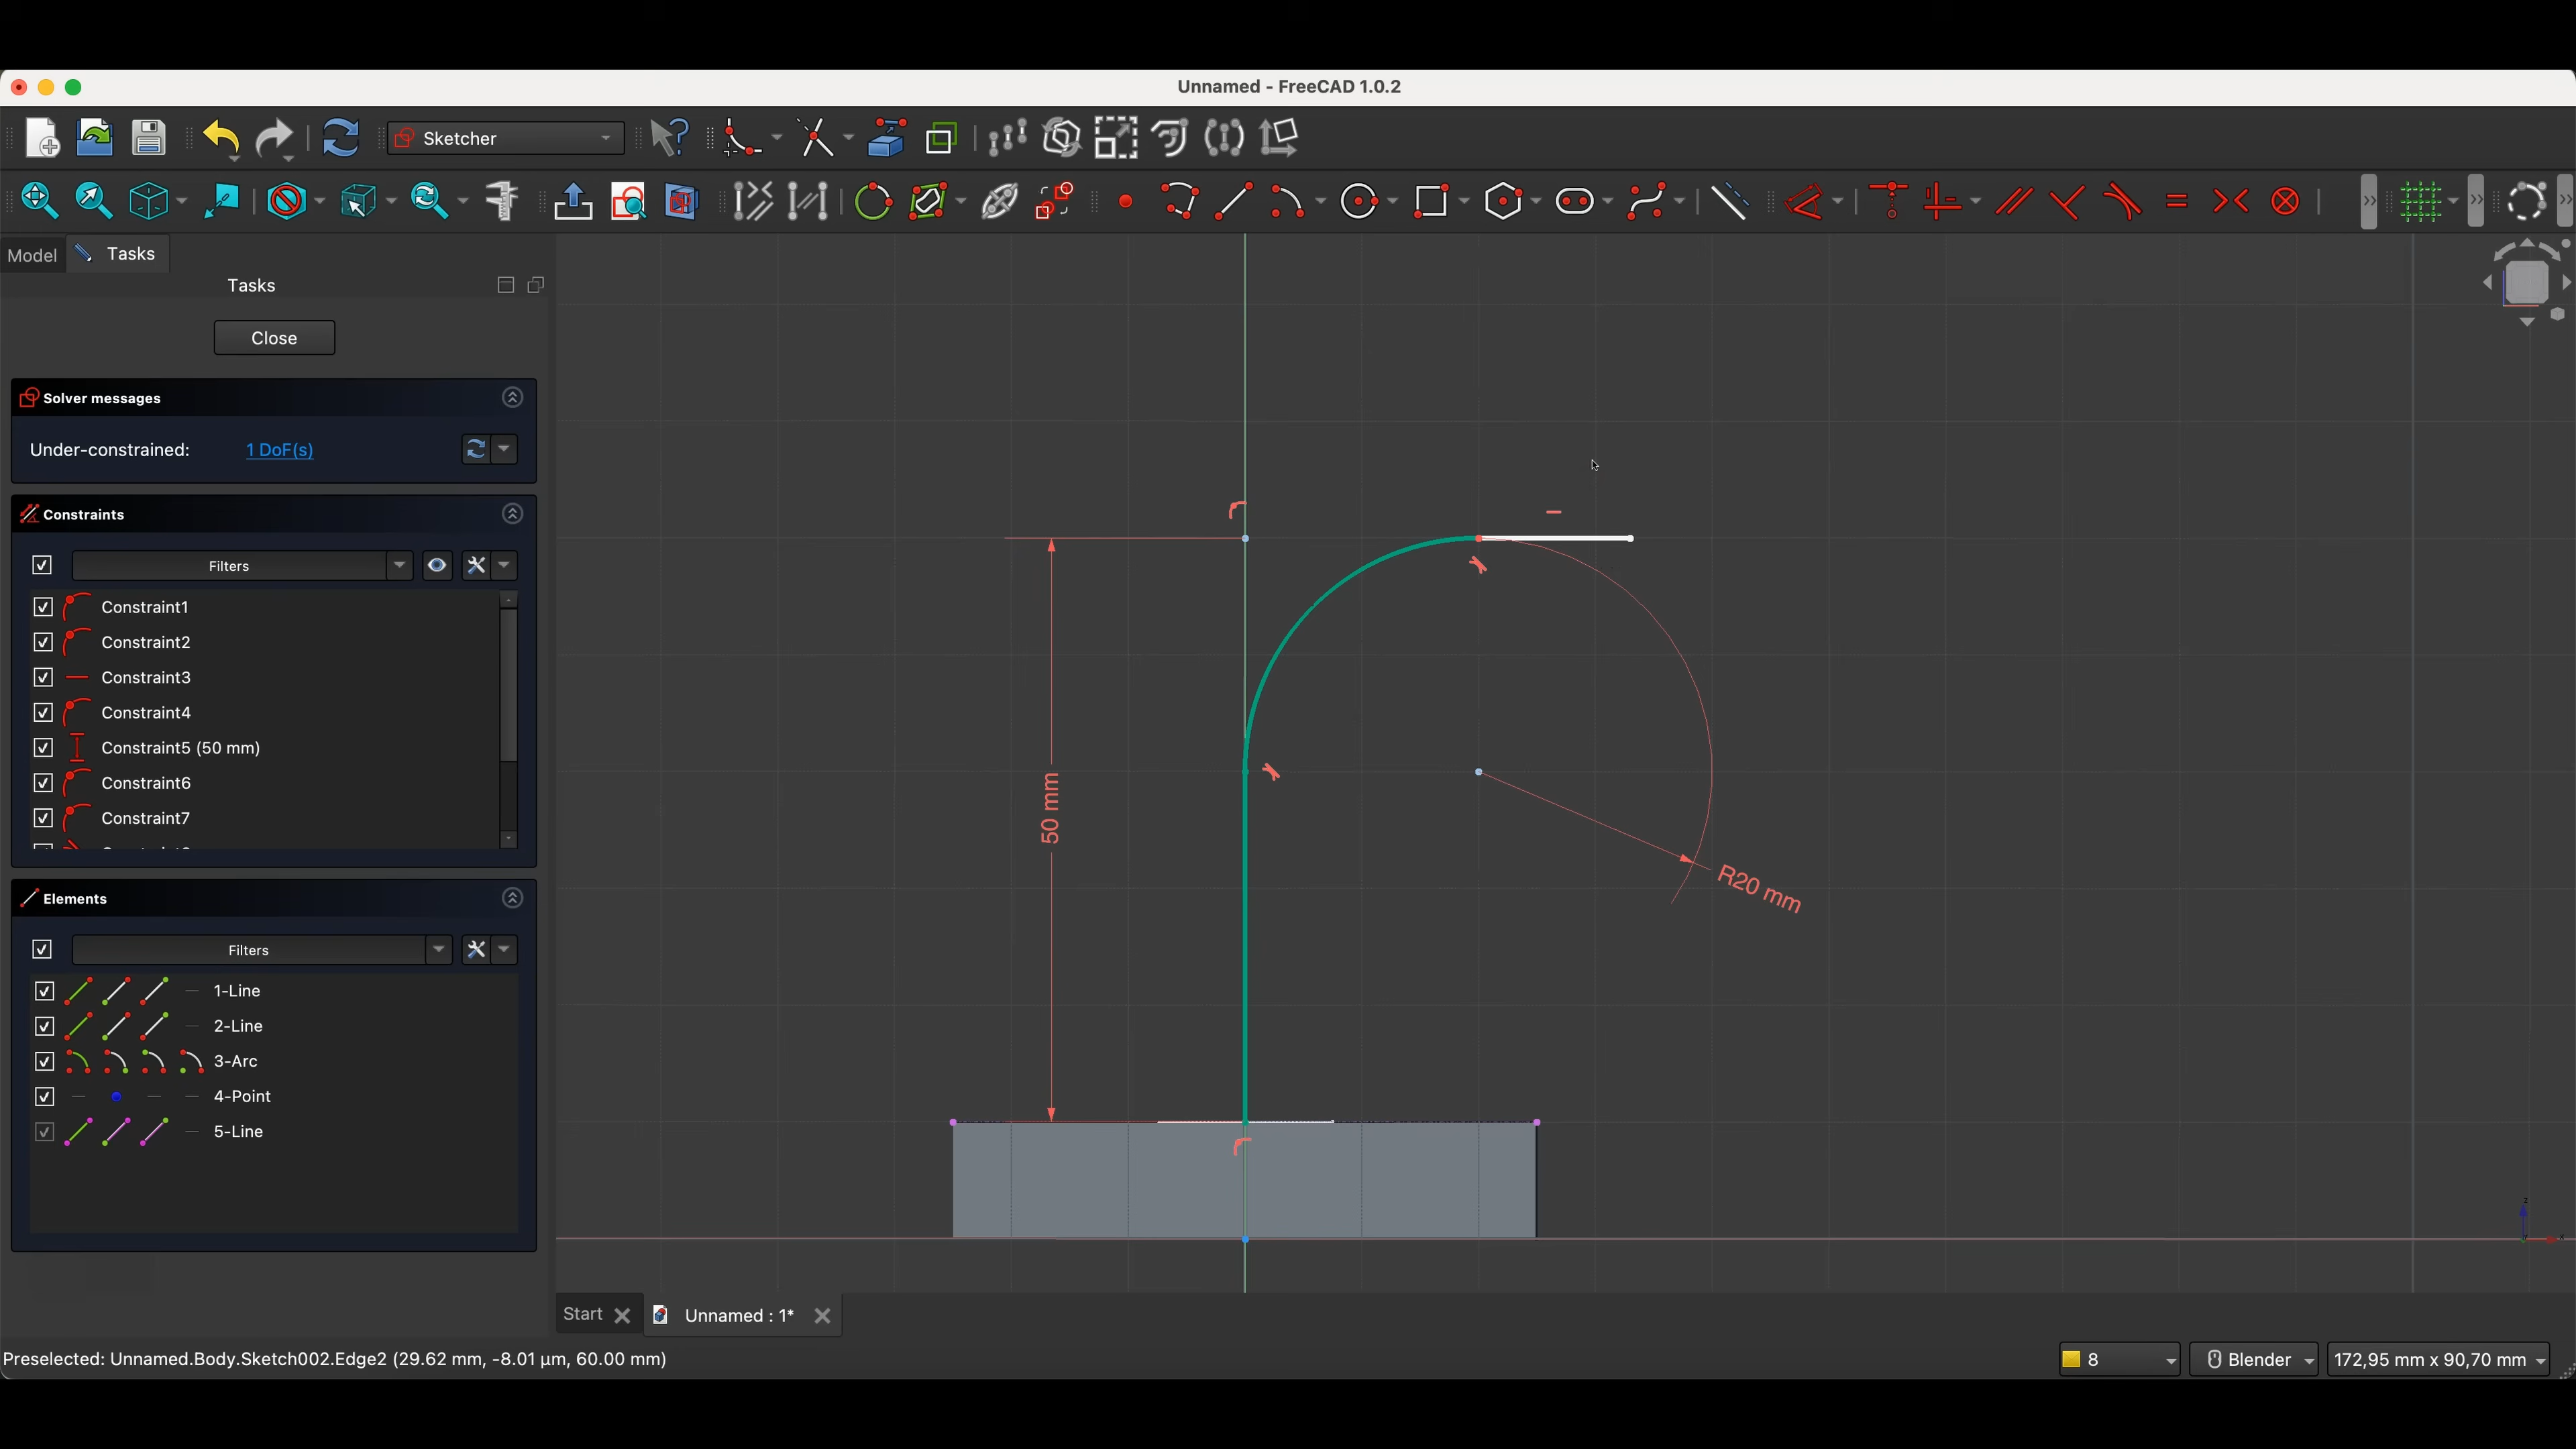 Unnamed - FreeCAD 1.0.2
Sketcher
Model
Tasks
Tasks
Close
Solver messages
Under-constrained: 1 DoF(s)
Constraints
Filters
Constraint1
Constraint2
Constraint3
Constraint4
Constraint5 (50 mm)
Constraint6
Constraint7
Elements
Filters
1-Line
2-Line
3-Arc
4-Point
5-Line
50 mm
R20 mm
Start
Unnamed : 1*
Preselected: Unnamed.Body.Sketch002.Edge2 (29.62 mm, -8.01 µm, 60.00 mm)
8
Blender
172,95 mm x 90,70 mm